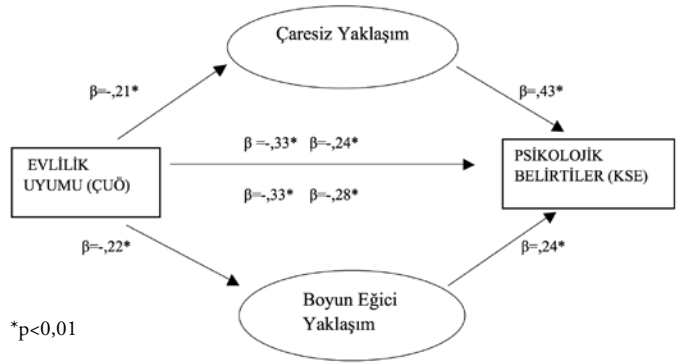 Çaresiz Yaklaşım
β=-,21*
β=,43*
EVLİLİK
UYUMU (ÇUÖ)
β =-,33* β=-,24*
β=-,33* β=-,28*
PSİKOLOJİK
BELİRTİLER (KSE)
β=-,22*
β=,24*
Boyun Eğici
Yaklaşım
*p<0,01